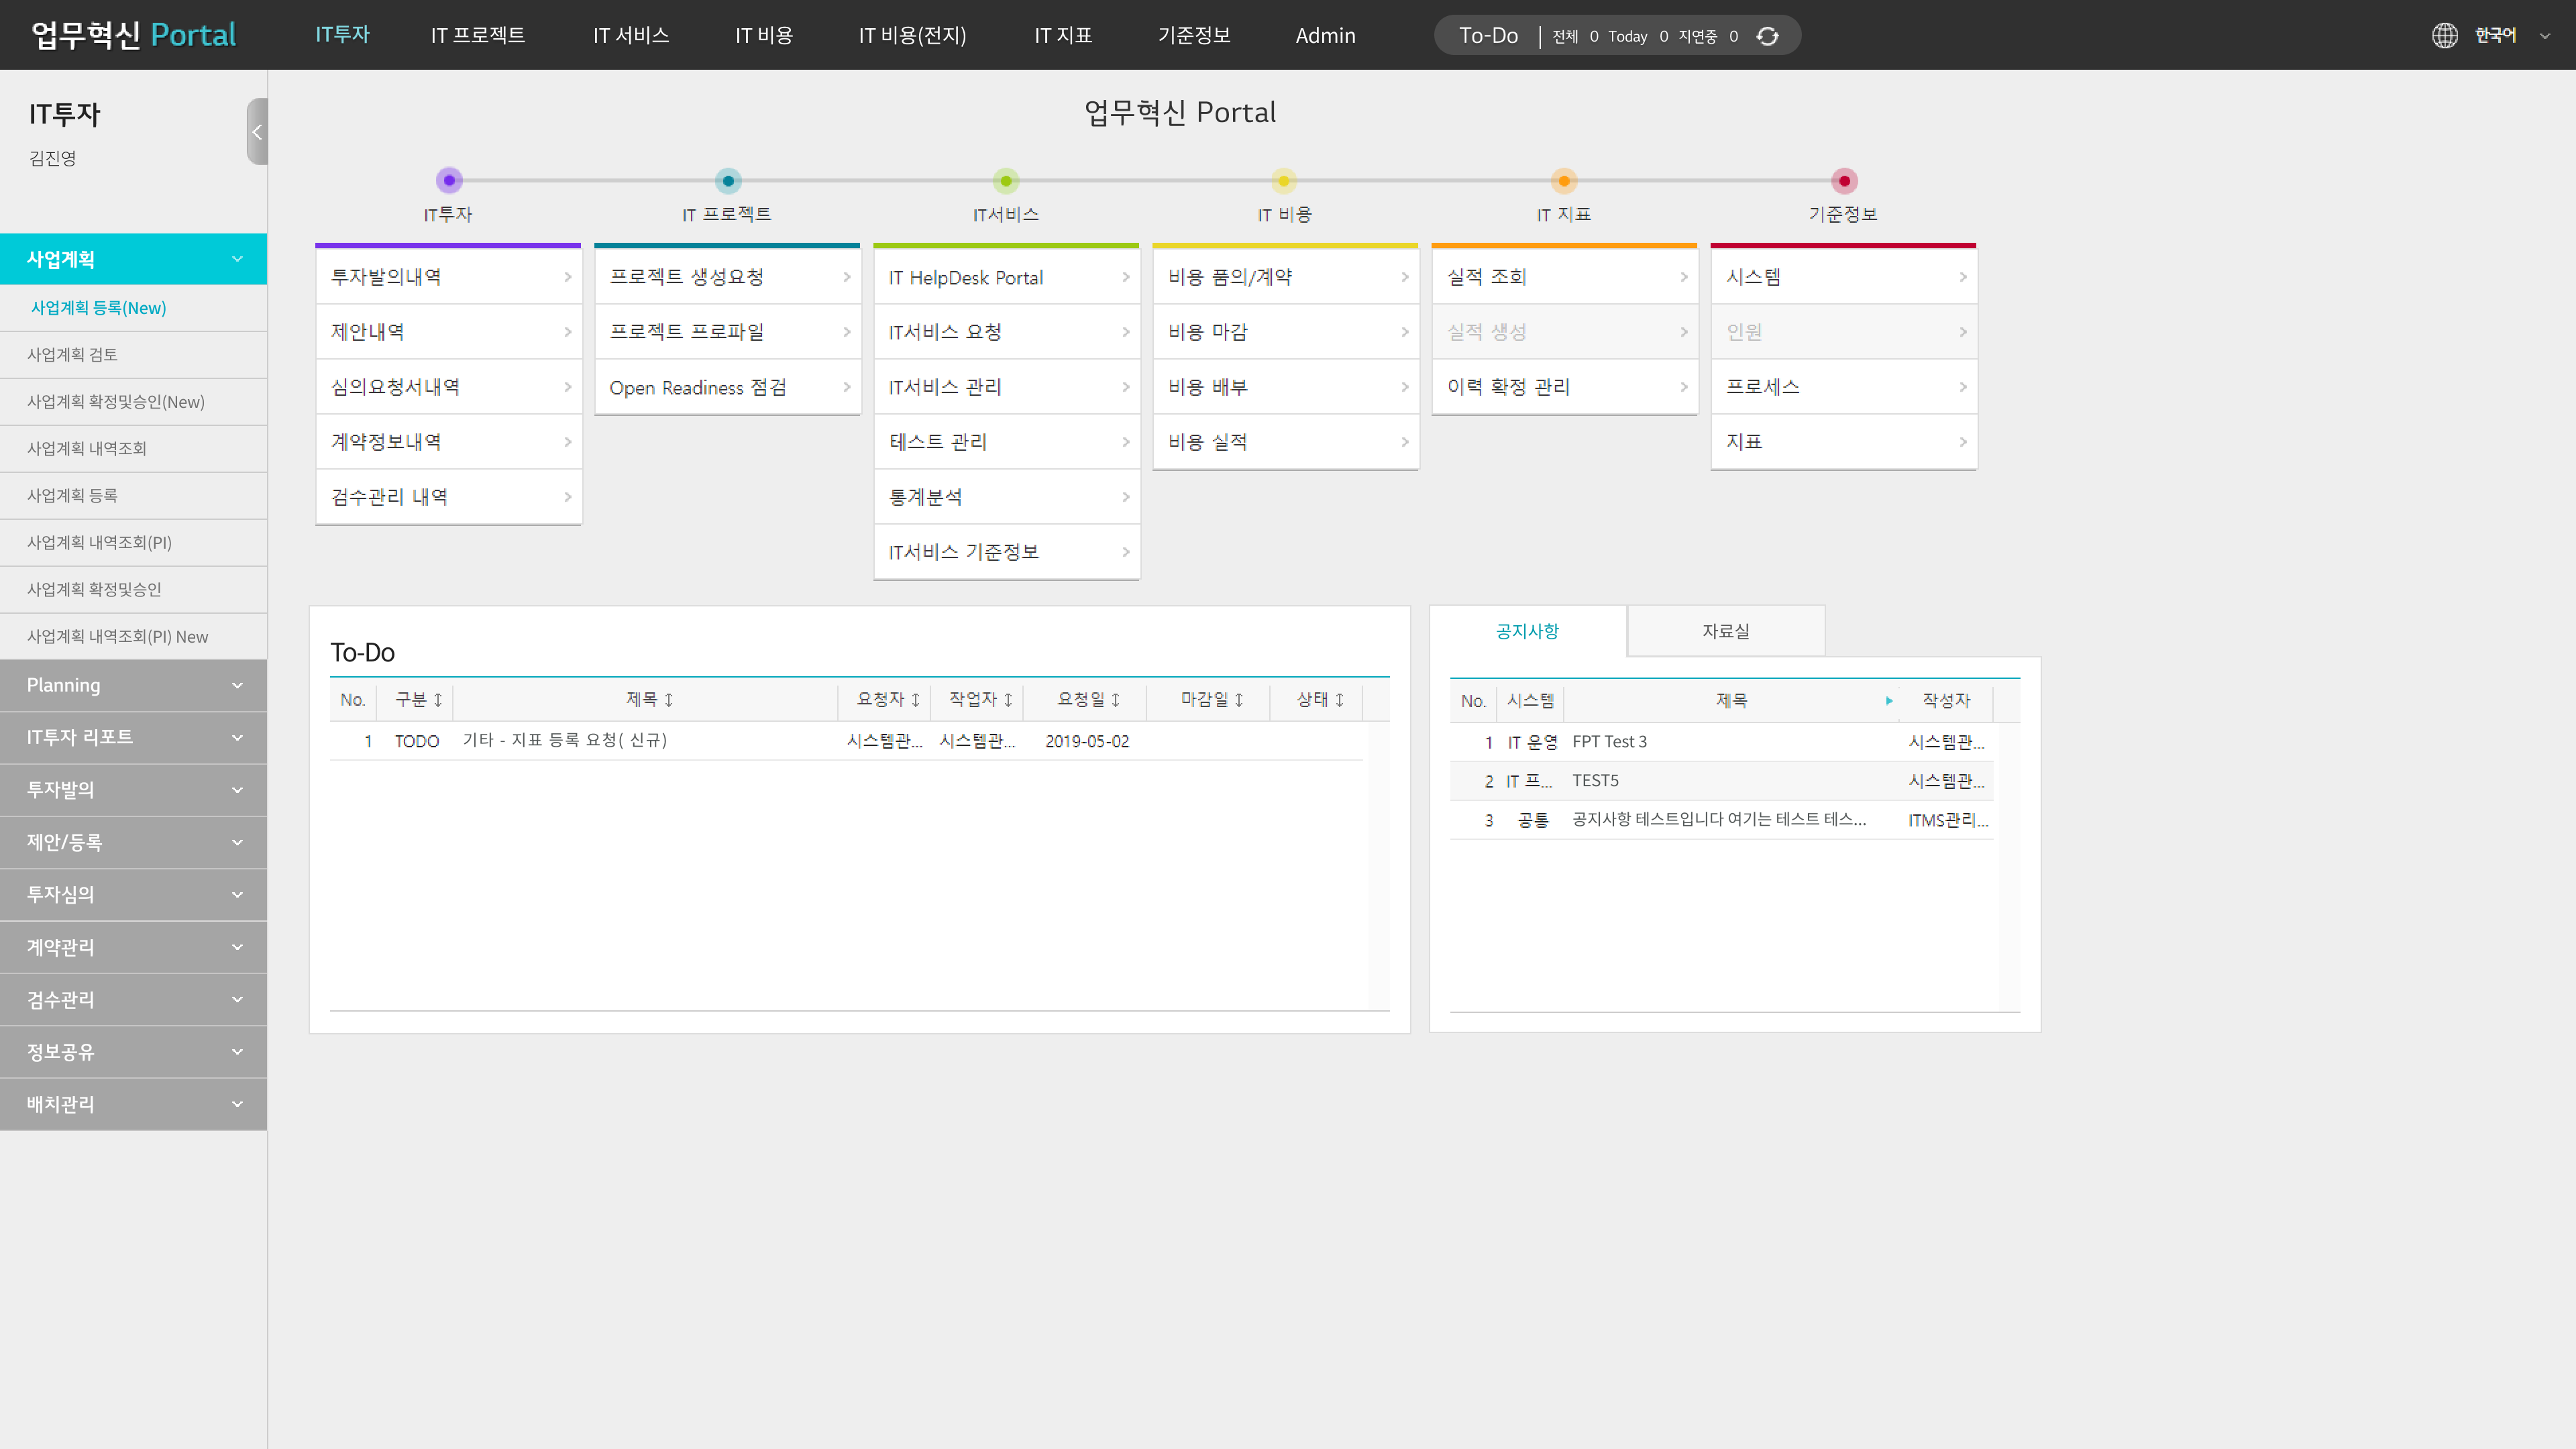 업무혁신 Portal
IT투자 IT 프로젝트 IT 서비스 IT 비용 IT 비용(전지) IT 지표 기준정보 Admin
To-Do 전체 0 Today 0 지연중 0
한국어
IT투자
김진영
사업계획
사업계획 등록(New)
사업계획 검토
사업계획 확정및승인(New)
사업계획 내역조회
사업계획 등록
사업계획 내역조회(PI)
사업계획 확정및승인
사업계획 내역조회(PI) New
Planning
IT투자 리포트
투자발의
제안/등록
투자심의
계약관리
검수관리
정보공유
배치관리
업무혁신 Portal
IT투자
투자발의내역
제안내역
심의요청서내역
계약정보내역
검수관리 내역
IT 프로젝트
프로젝트 생성요청
프로젝트 프로파일
Open Readiness 점검
IT서비스
IT HelpDesk Portal
IT서비스 요청
IT서비스 관리
테스트 관리
통계분석
IT서비스 기준정보
IT 비용
비용 품의/계약
비용 마감
비용 배부
비용 실적
IT 지표
실적 조회
실적 생성
이력 확정 관리
기준정보
시스템
인원
프로세스
지표
To-Do
No. 구분 제목 요청자 작업자 요청일 마감일 상태
1 TODO 기타 - 지표 등록 요청( 신규) 시스템관... 시스템관... 2019-05-02
공지사항 자료실
No. 시스템 제목 작성자
1 IT 운영 FPT Test 3 시스템관...
2 IT 프... TEST5 시스템관...
3 공통 공지사항 테스트입니다 여기는 테스트 테스... ITMS관리...